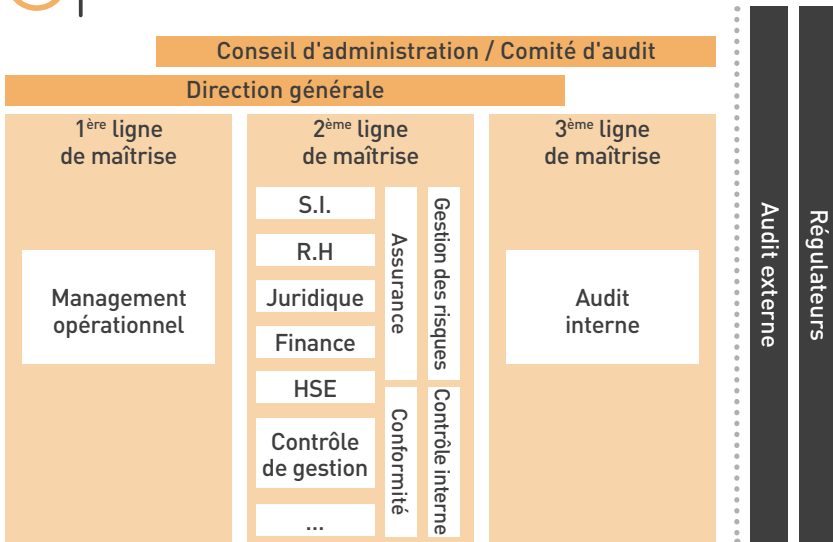 Conseil d'administration / Comité d'audit
Direction générale
1ère ligne
de maîtrise
Management
opérationnel
2ème ligne
de maîtrise
S.I.
R.H
Juridique
Finance
HSE
Contrôle
de gestion
...
Assurance
Conformité
Gestion des risques
Contrôle interne
3ème ligne
de maîtrise
Audit
interne
Audit externe
Régulateurs